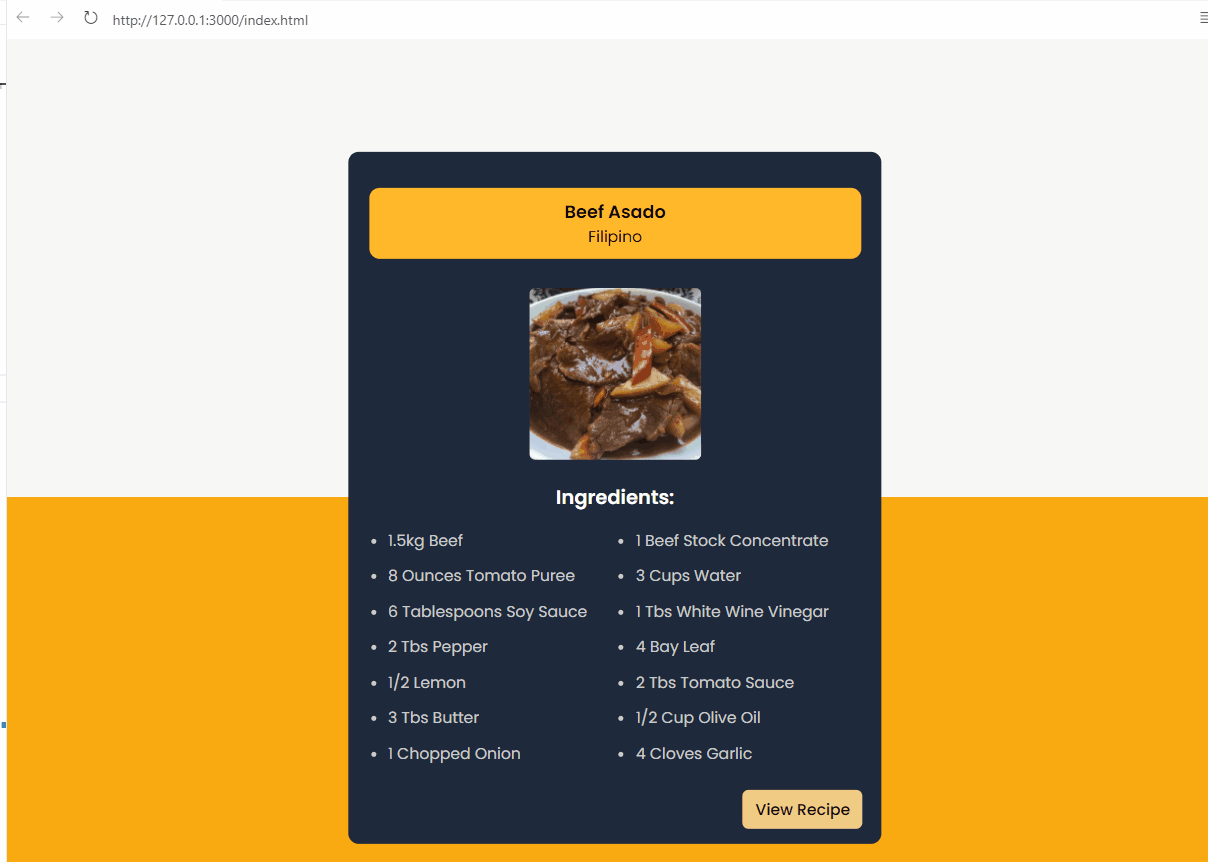 http://127.0.0.1:3000/index.html
Beef Asado
Filipino
Ingredients:
• 1.5kg Beef
• 8 Ounces Tomato Puree
• 6 Tablespoons Soy Sauce
• 2 Tbs Pepper
• 1/2 Lemon
• 3 Tbs Butter
• 1 Chopped Onion
• 1 Beef Stock Concentrate
• 3 Cups Water
• 1 Tbs White Wine Vinegar
• 4 Bay Leaf
• 2 Tbs Tomato Sauce
• 1/2 Cup Olive Oil
• 4 Cloves Garlic
View Recipe